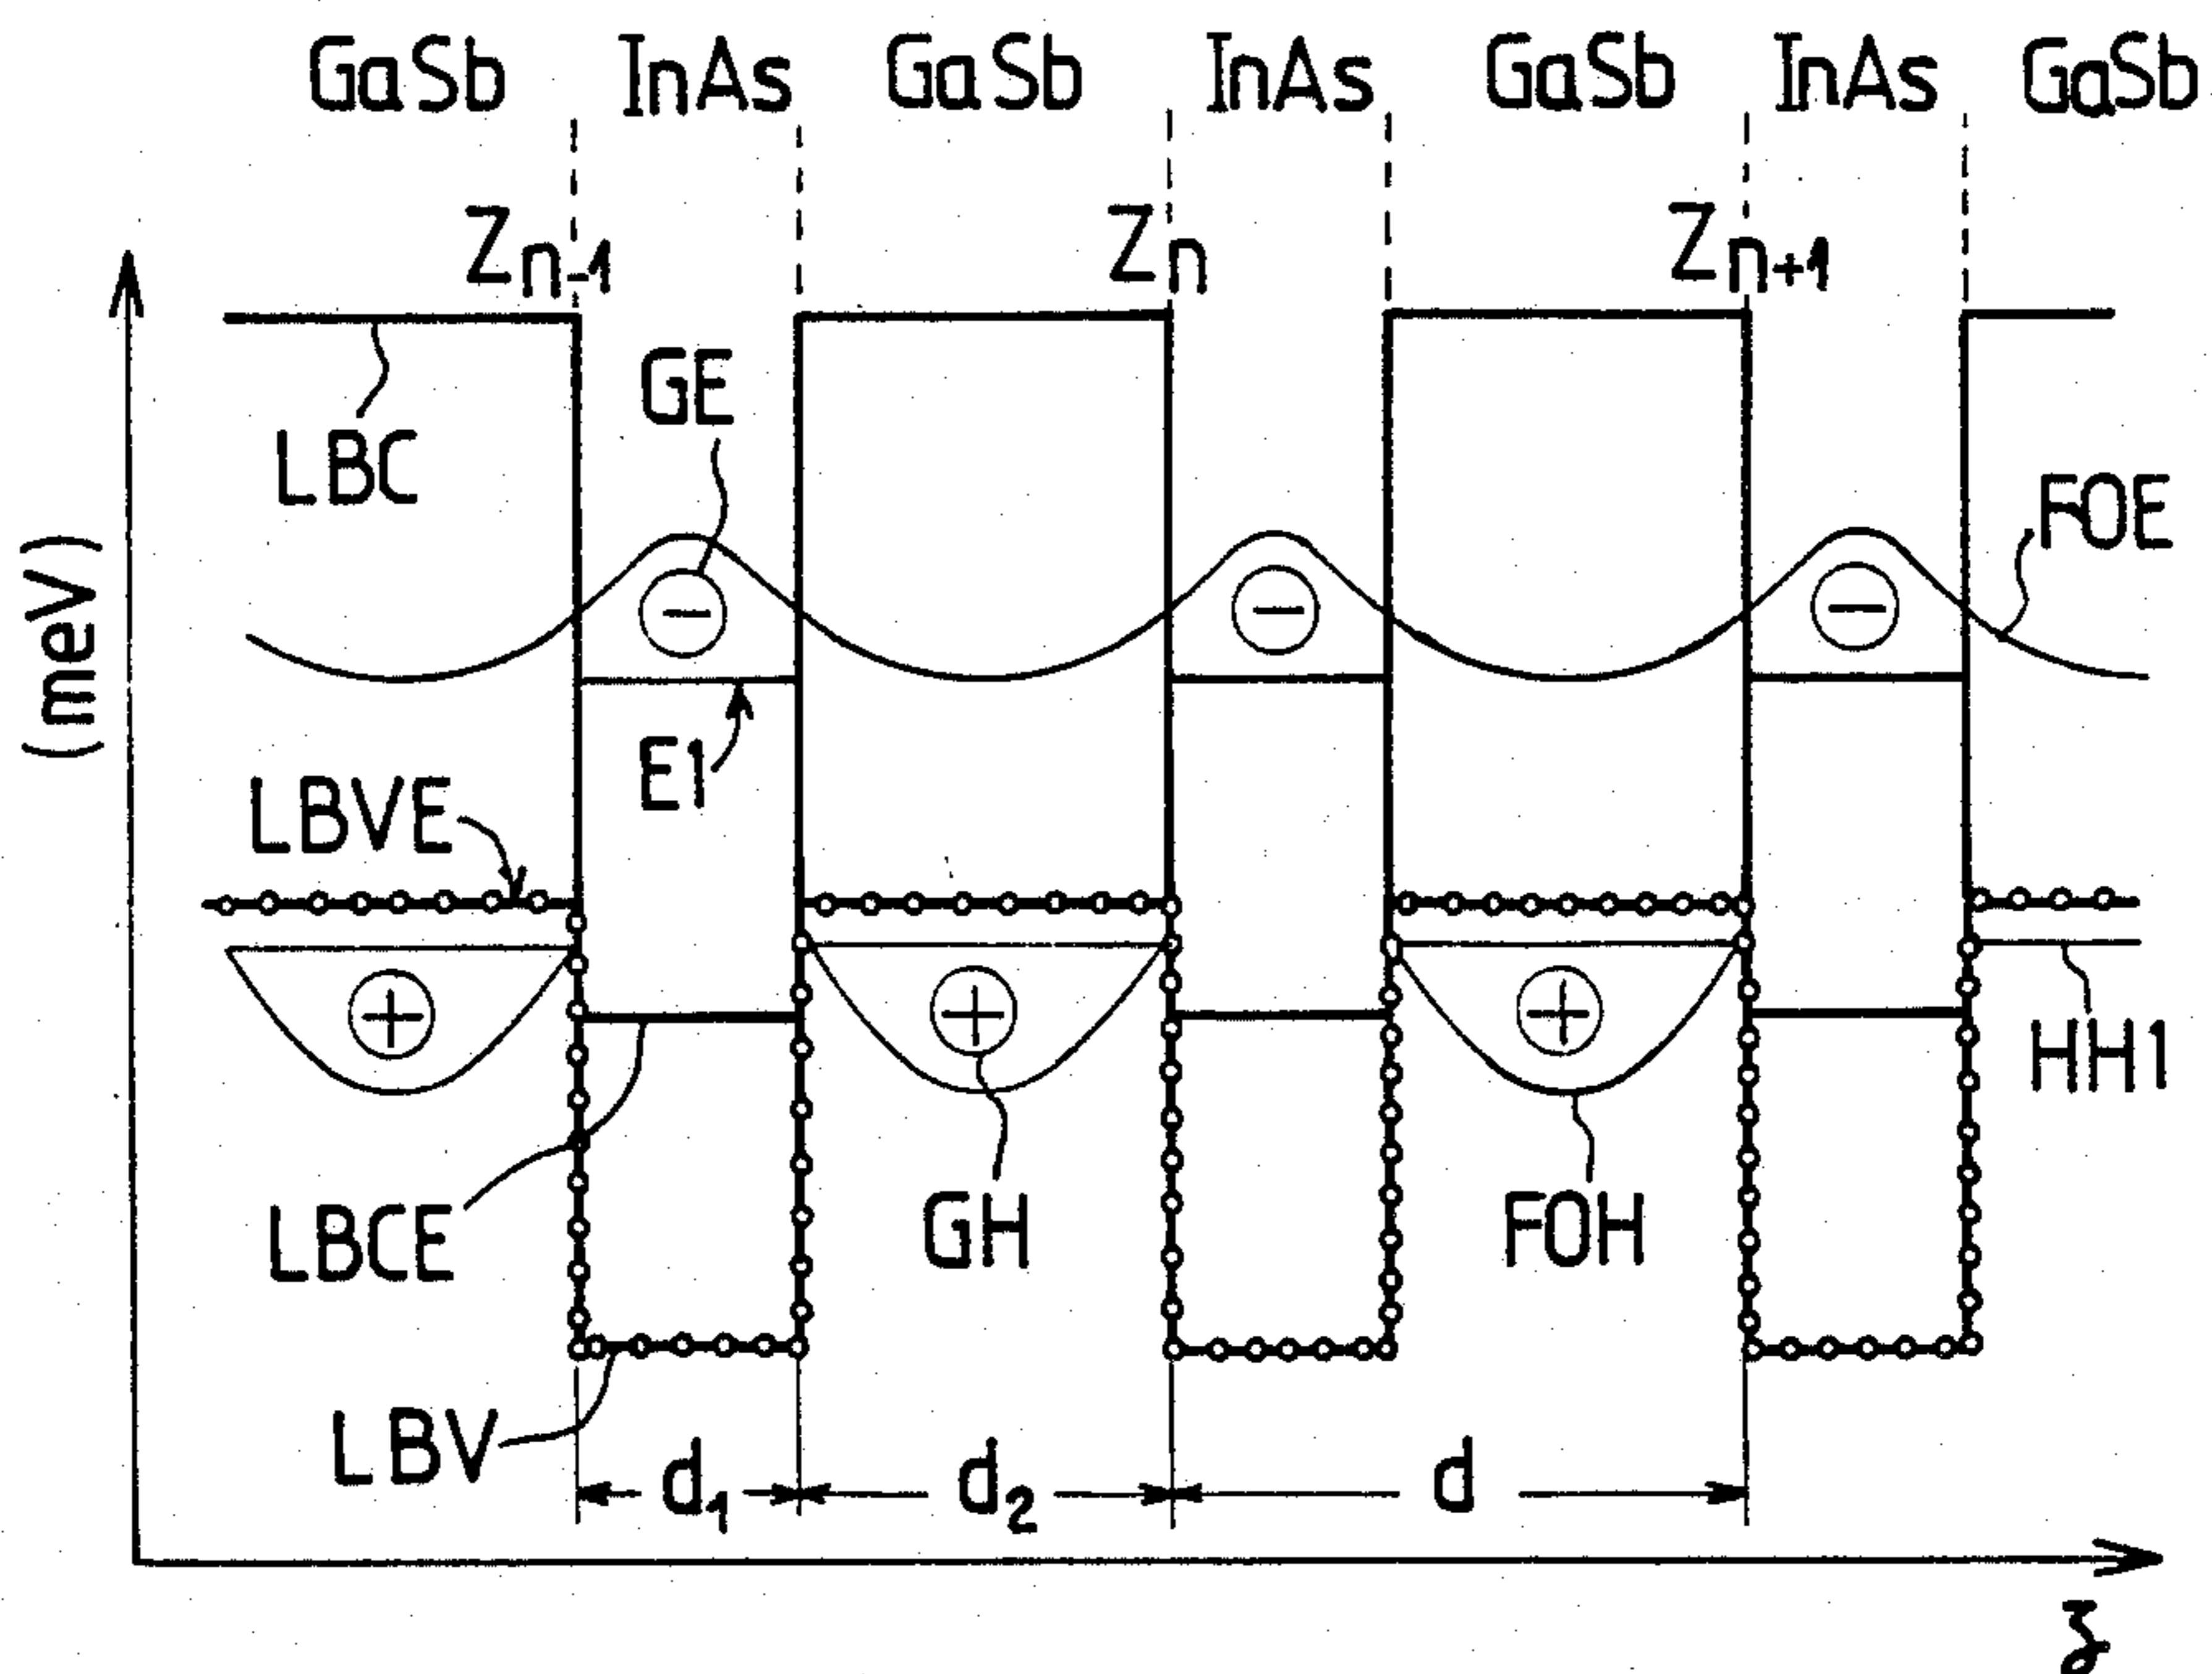 GaSb InAs GaSb InAs GaSb InAs GaSb
Zn-1 Zn Zn+1
GE
LBC
FOE
(meV)
E1
LBVE
HH1
LBCE GH FOH
LBV
d1 d2 d
z